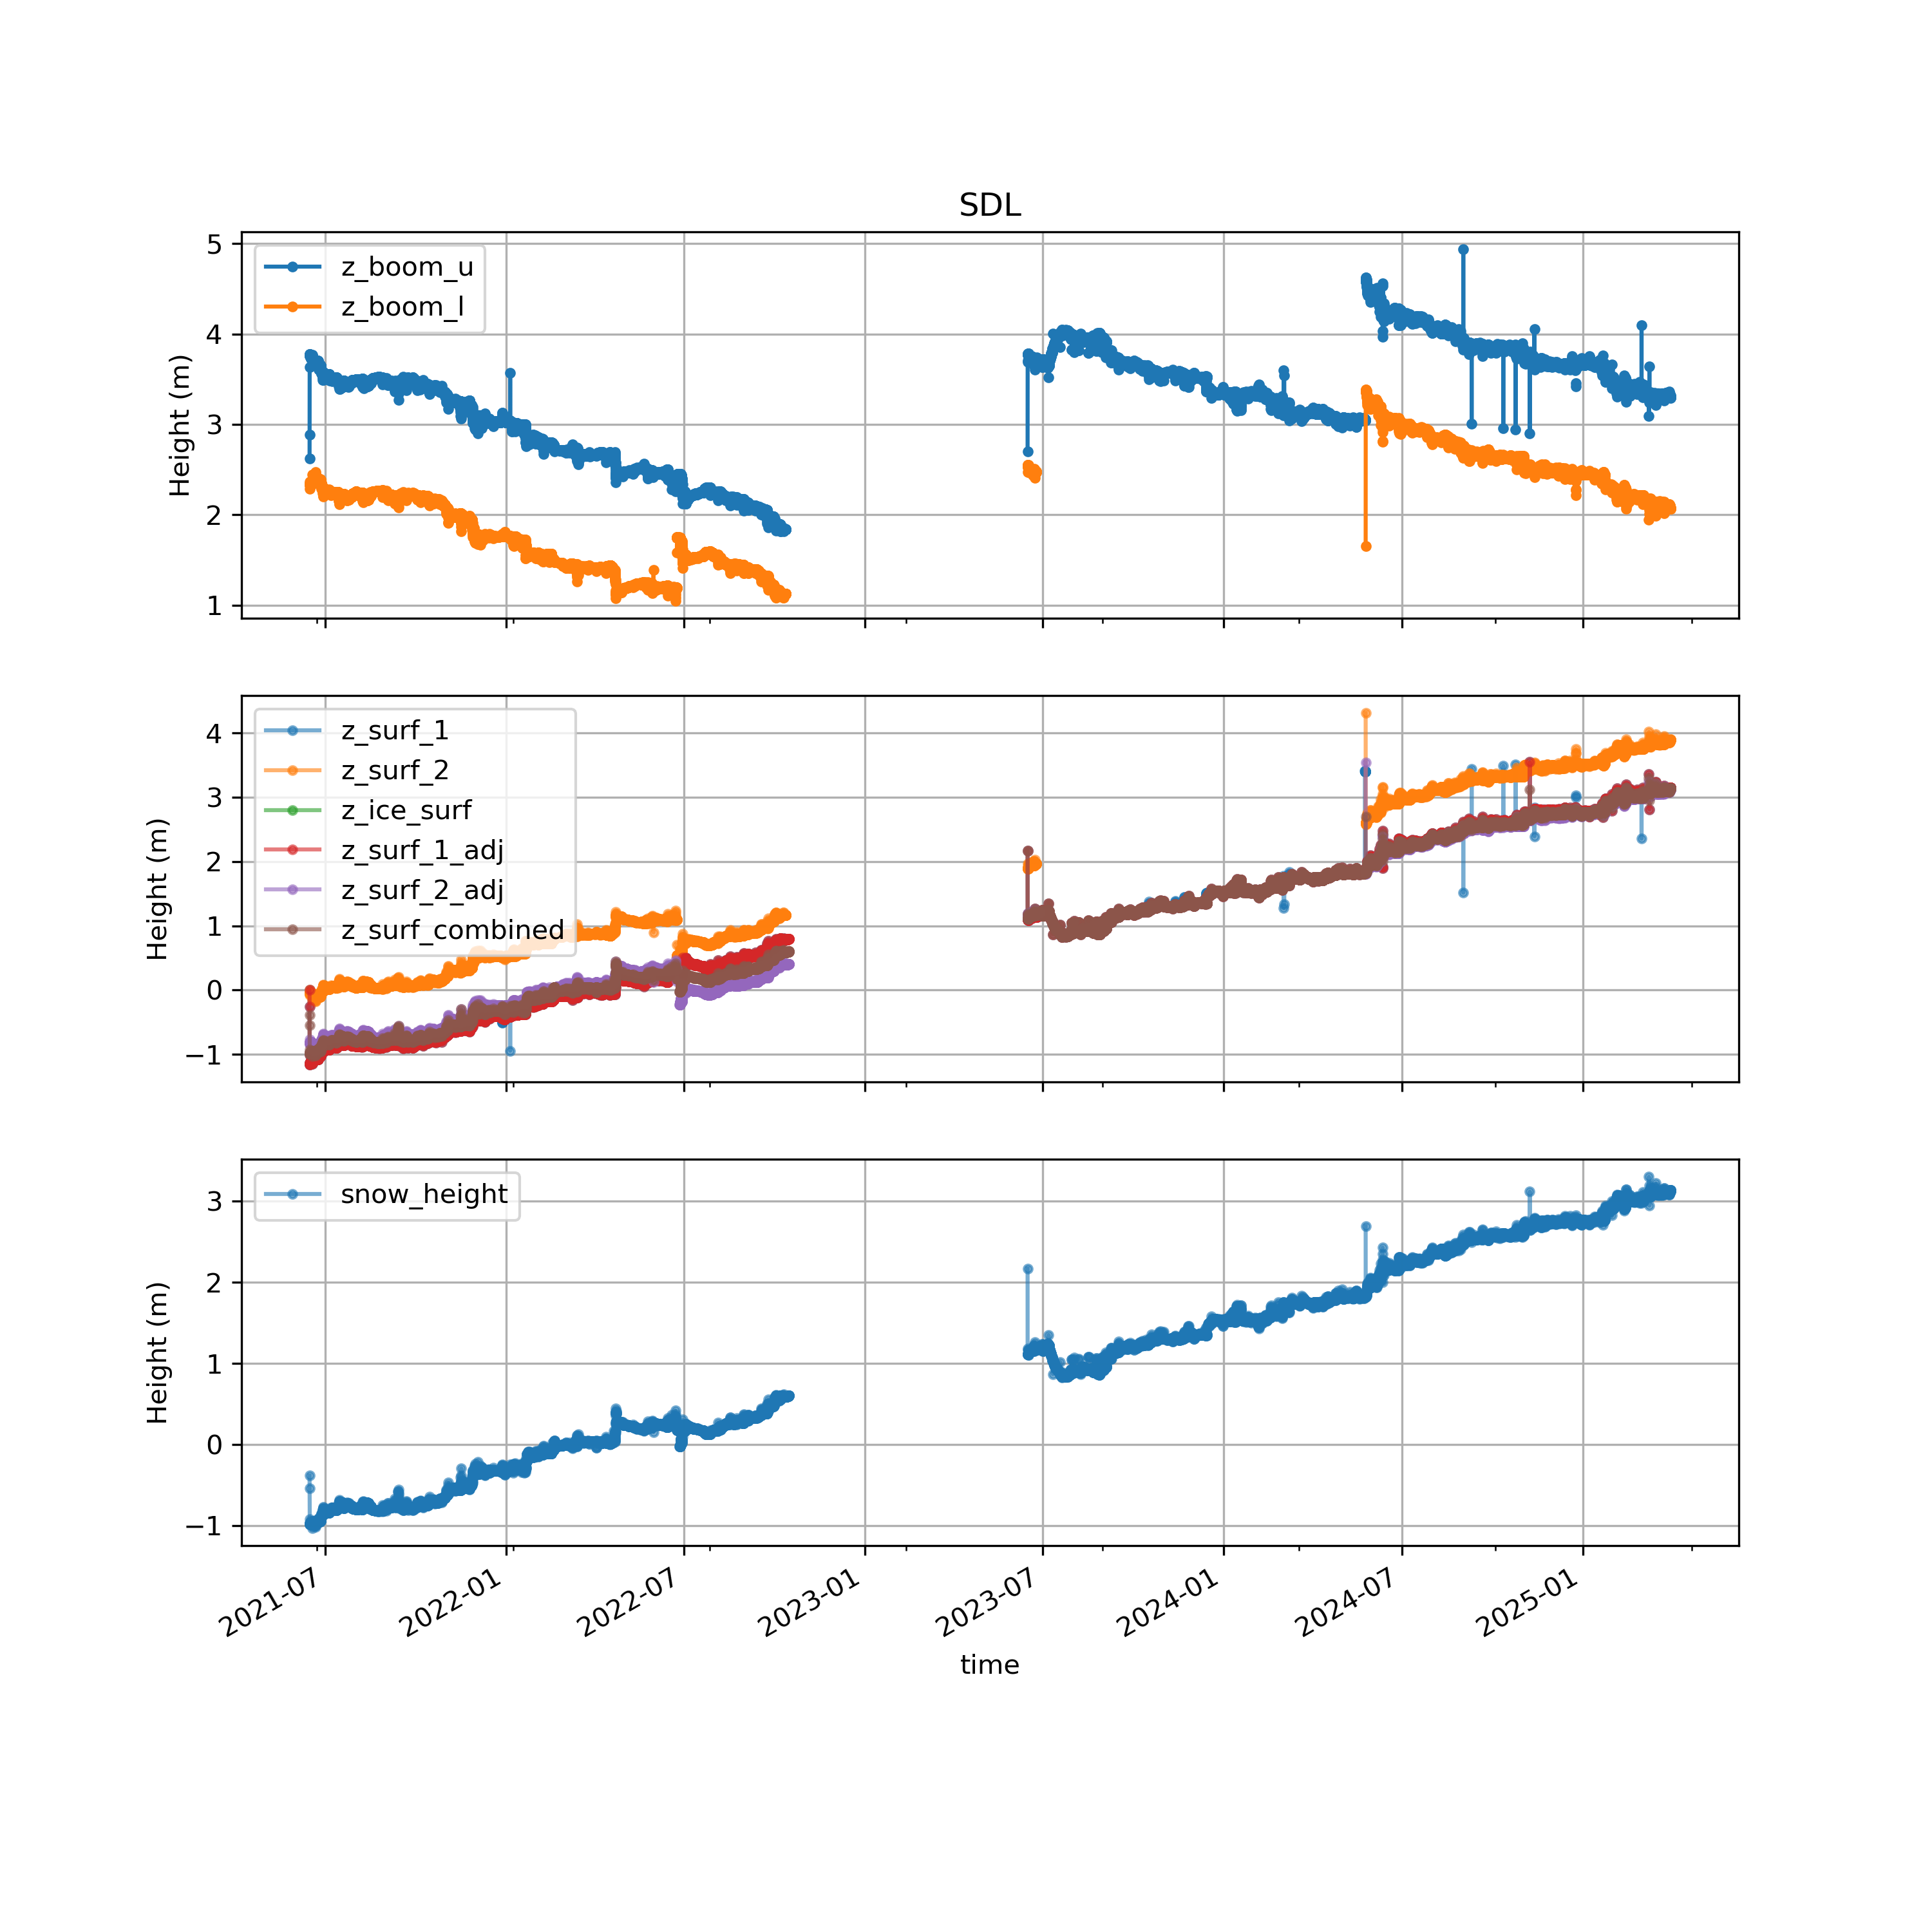 SDL
Height (m)
5
4
3
2
1
z_boom_u
z_boom_l
Height (m)
4
3
2
1
0
−1
z_surf_1
z_surf_2
z_ice_surf
z_surf_1_adj
z_surf_2_adj
z_surf_combined
Height (m)
3
2
1
0
−1
snow_height
2021-07
2022-01
2022-07
2023-01
2023-07
2024-01
2024-07
2025-01
time